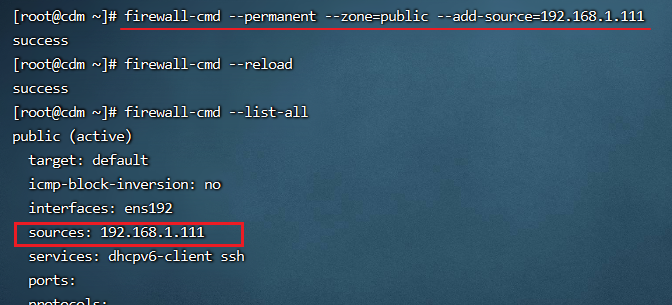 [root@cdm ~]# firewall-cmd --permanent --zone=public --add-source=192.168.1.111
success
[root@cdm ~]# firewall-cmd --reload
success
[root@cdm ~]# firewall-cmd --list-all
public (active)
  target: default
  icmp-block-inversion: no
  interfaces: ens192
  sources: 192.168.1.111
  services: dhcpv6-client ssh
  ports:
  protocols: